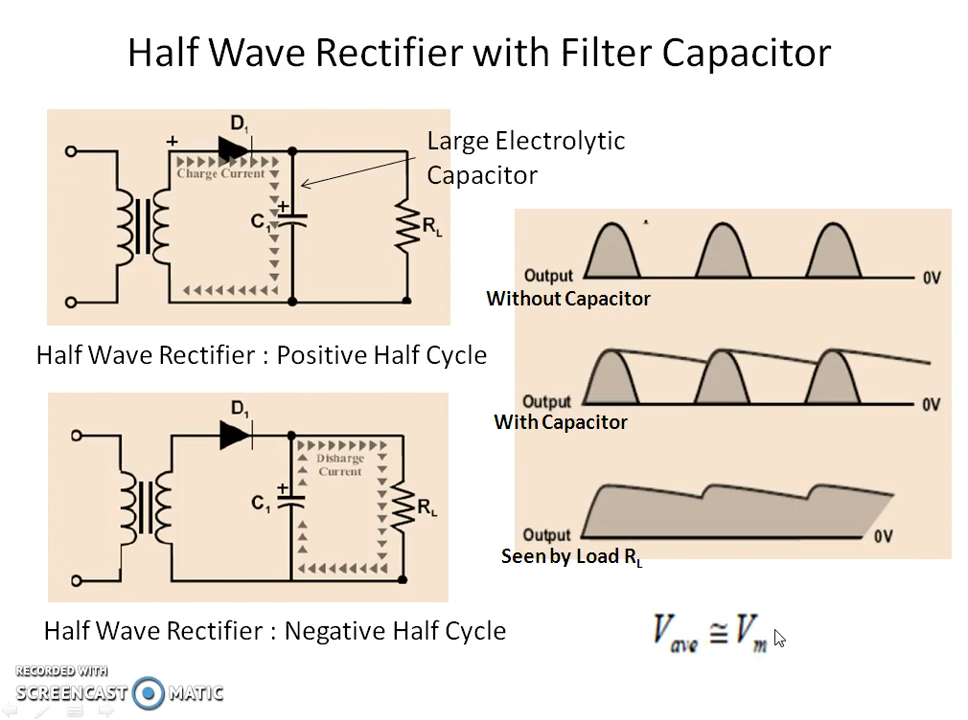 Half Wave Rectifier with Filter Capacitor
D1
+
Charge Current
+
C1
RL
Large Electrolytic
Capacitor
Half Wave Rectifier : Positive Half Cycle
D1
Disharge
Current
+
C1
RL
Half Wave Rectifier : Negative Half Cycle
Output
0V
Without Capacitor
Output
0V
With Capacitor
Output
0V
Seen by Load RL
Vave ≅ Vm
RECORDED WITH
SCREENCAST MATIC